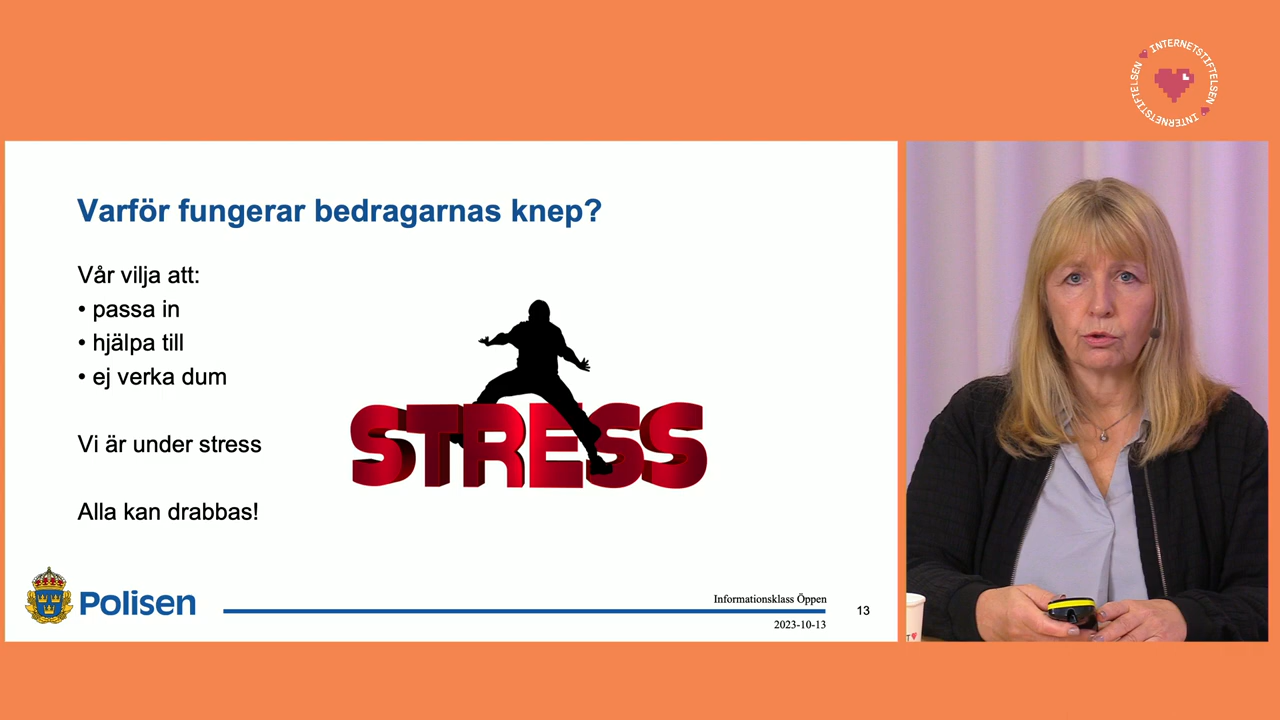 INTERNETSTIFTELSEN
INTERNETSTIFTELSEN
Varför fungerar bedragarnas knep?
Vår vilja att:
• passa in
• hjälpa till
• ej verka dum
Vi är under stress
Alla kan drabbas!
STRESS
Polisen
Informationsklass Öppen
2023-10-13
13